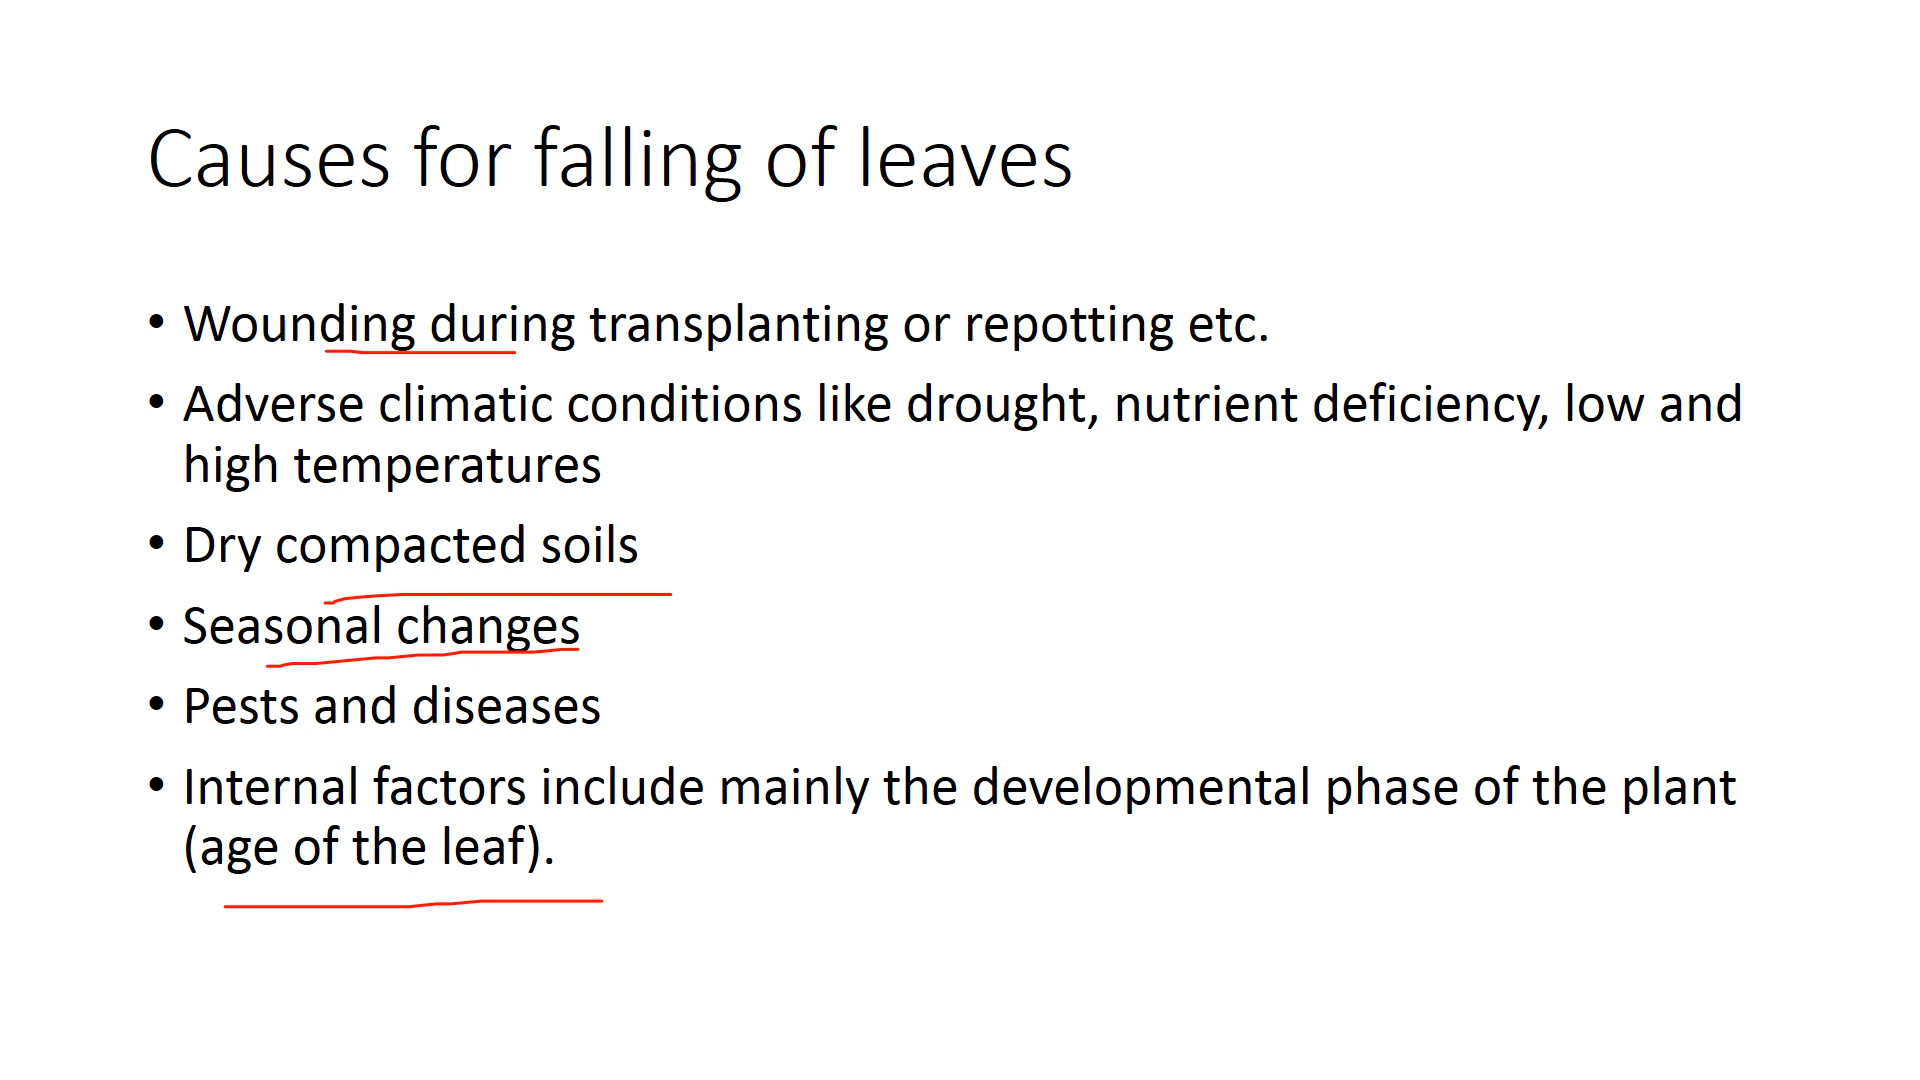 Causes for falling of leaves
• Wounding during transplanting or repotting etc.
• Adverse climatic conditions like drought, nutrient deficiency, low and
high temperatures
• Dry compacted soils
• Seasonal changes
• Pests and diseases
• Internal factors include mainly the developmental phase of the plant
(age of the leaf).